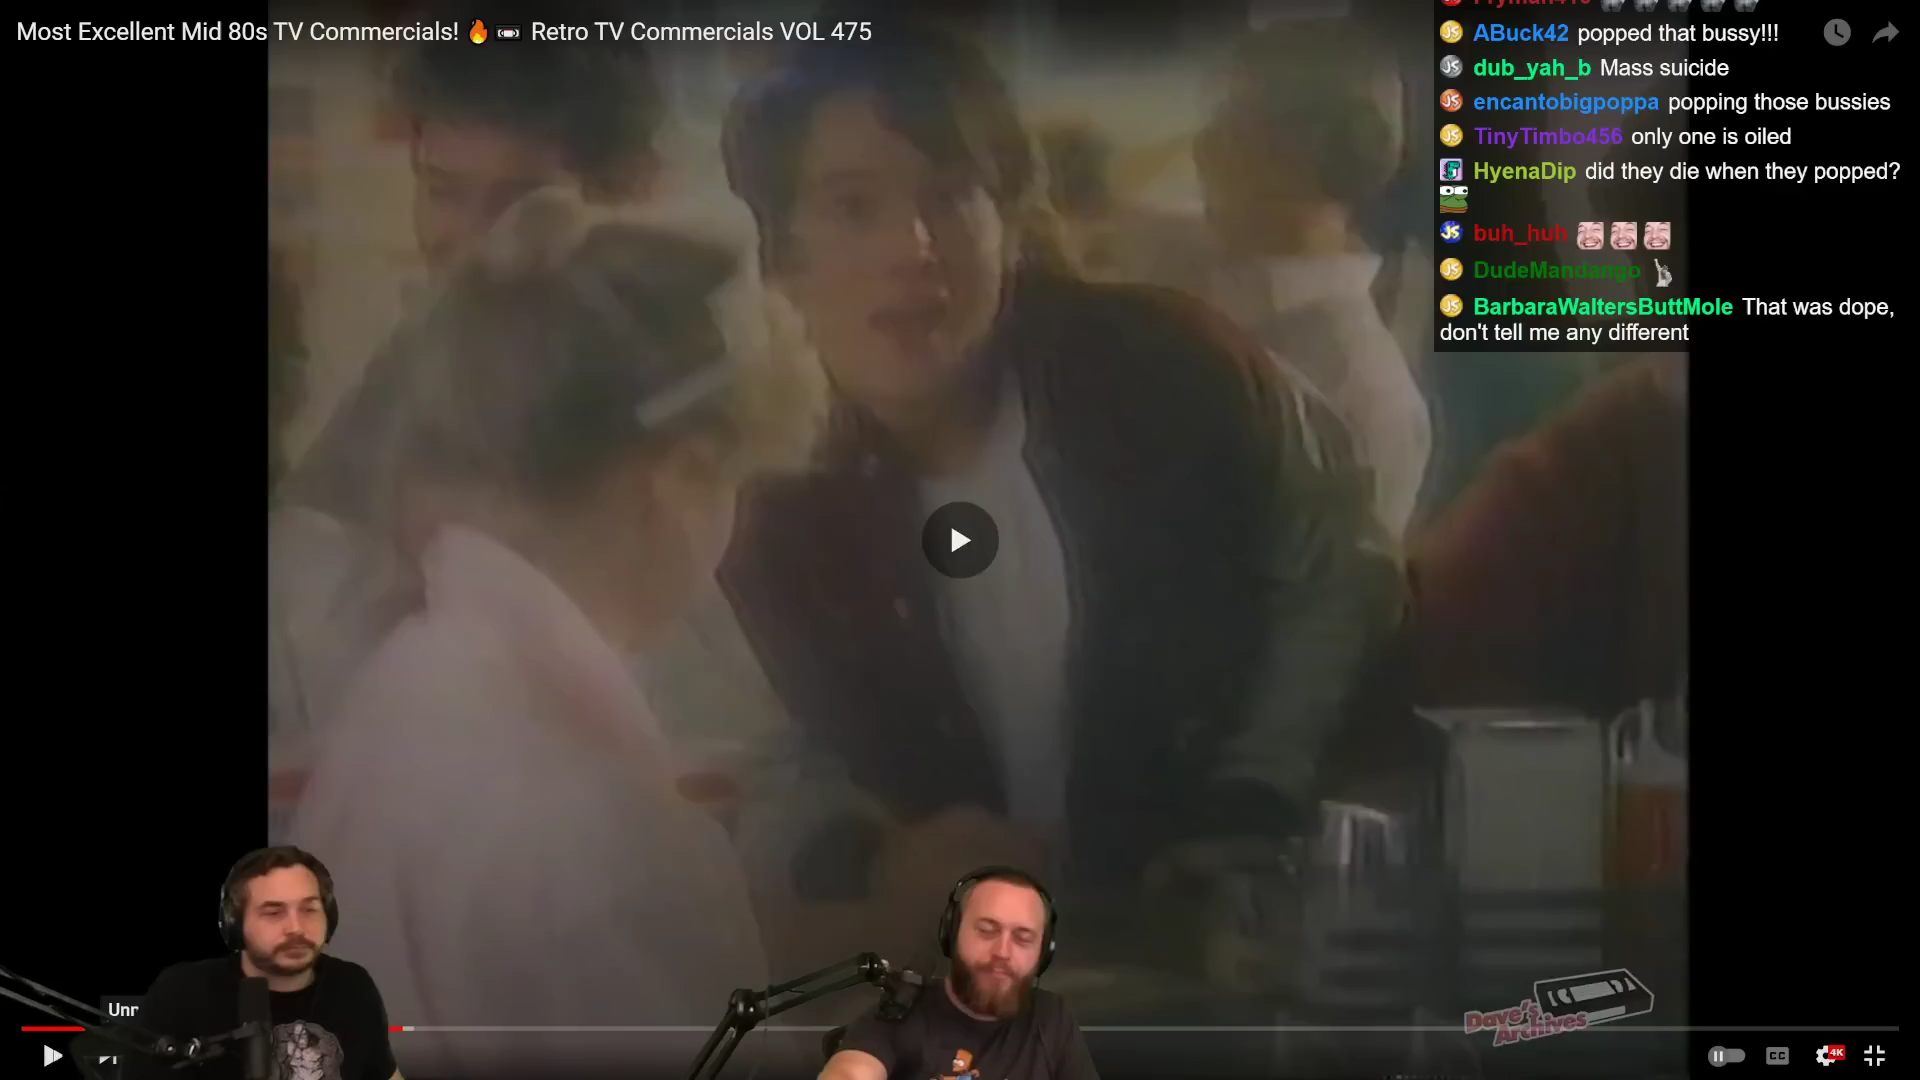 Most Excellent Mid 80s TV Commercials! 🔥📼 Retro TV Commercials VOL 475
ABuck42 popped that bussy!!!
dub_yah_b Mass suicide
encantobigpoppa popping those bussies
TinyTimbo456 only one is oiled
HyenaDip did they die when they popped?
buh_huh
DudeMandango
BarbaraWaltersButtMole That was dope,
don't tell me any different
Unr
Dave's
Archives
CC
4K